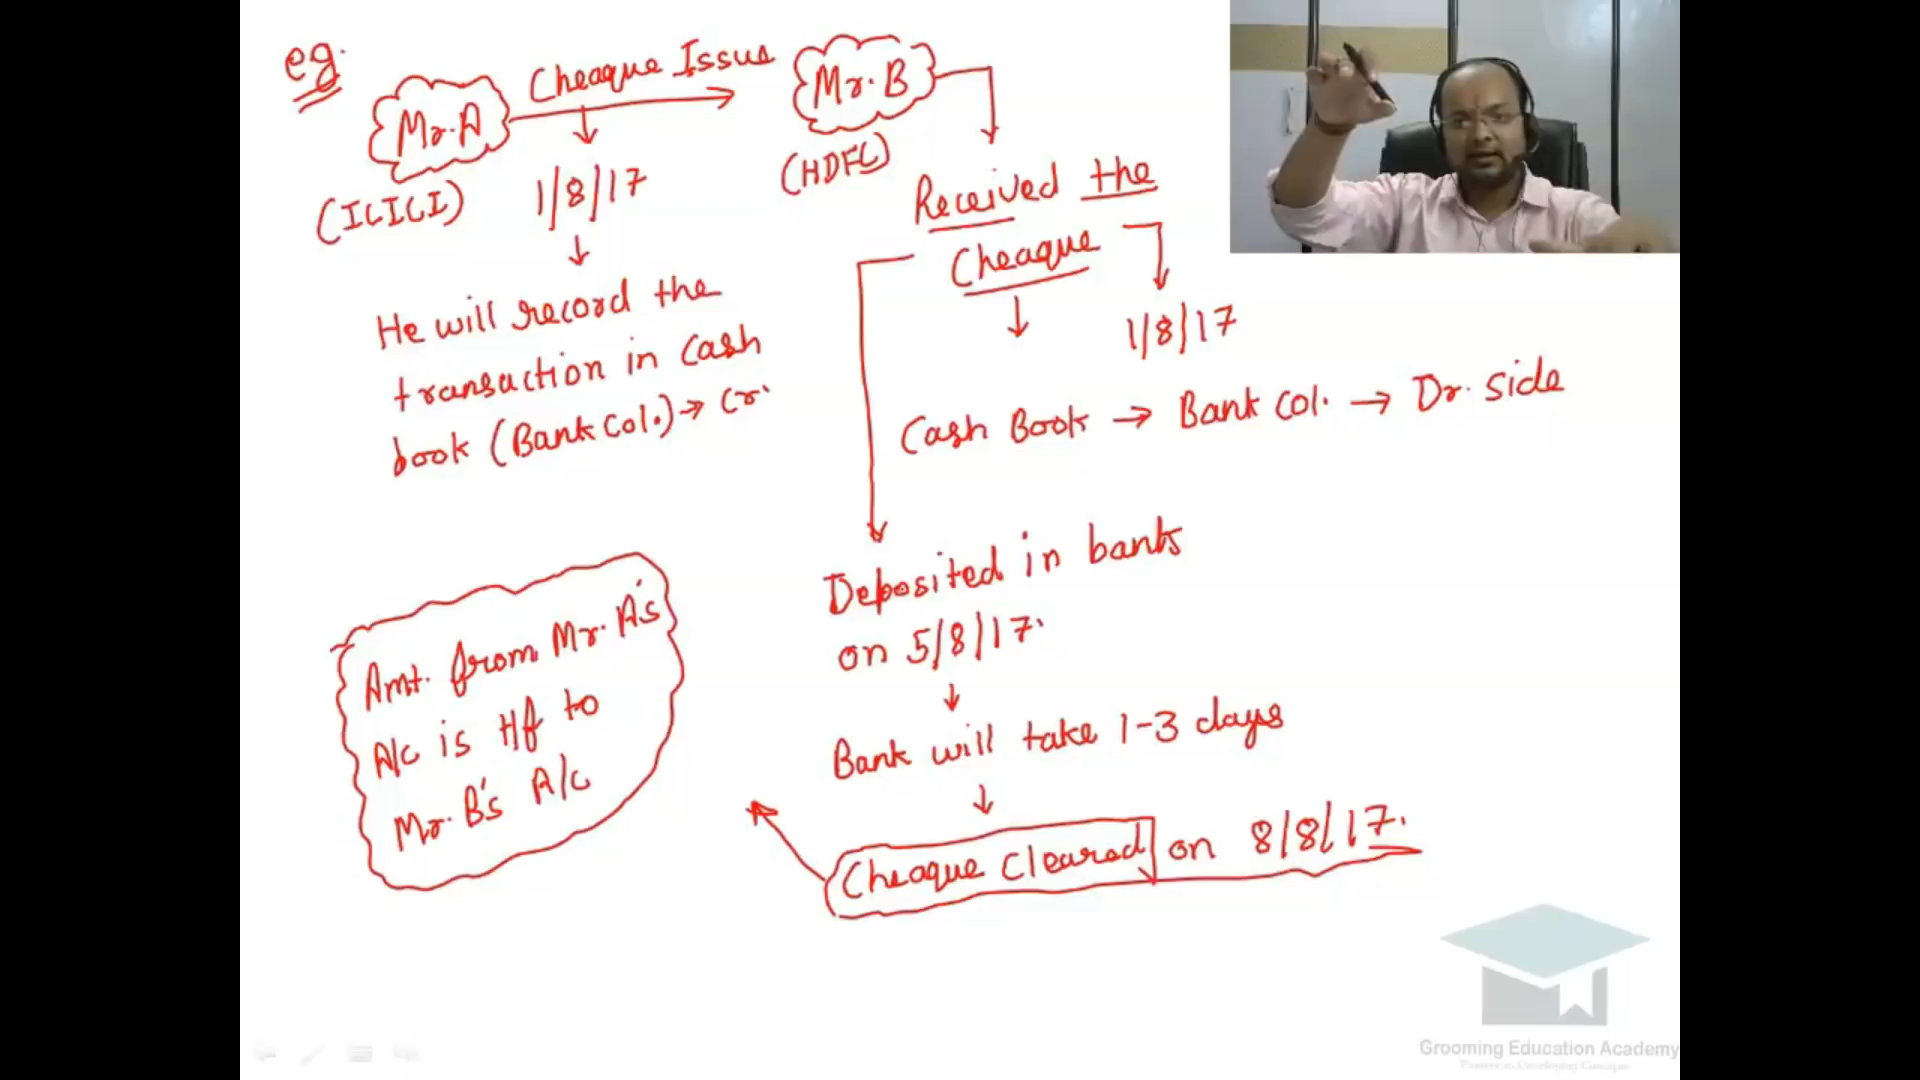 eg.
Mr. A
Cheaque Issue
Mr. B
(ICICI)
1/8/17
(HDFC)
He will record the
transaction in Cash
book (Bank Col.) → Cr.
Received the
Cheaque
1/8/17
Cash Book → Bank Col. → Dr. Side
Deposited in bank
on 5/8/17.
Bank will take 1-3 days
Cheaque Cleared on 8/8/17.
Amt. from Mr. A's
A/c is to
Mr. B's A/c
Grooming Education Academy